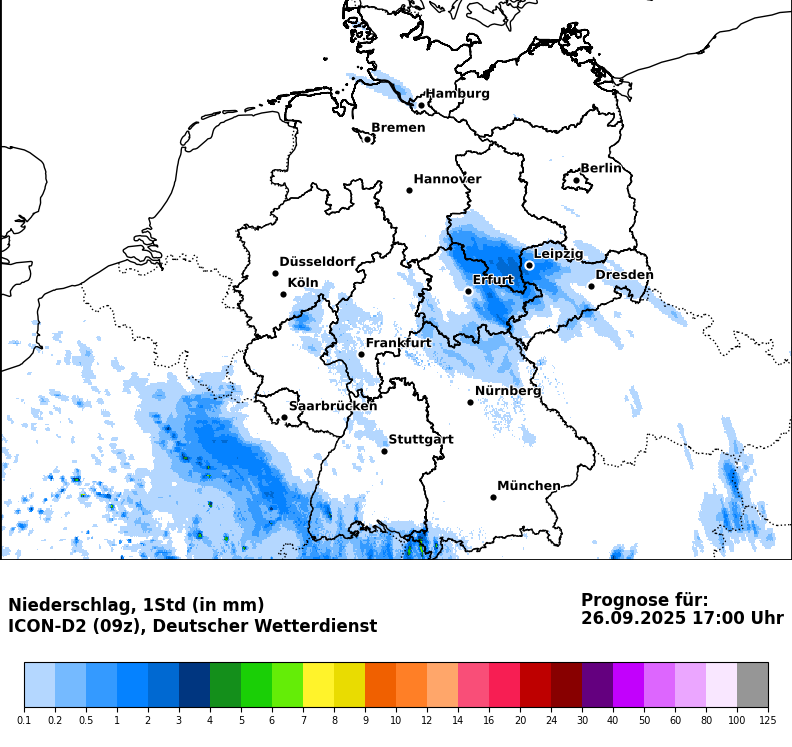 Hamburg
Bremen
Berlin
Hannover
Leipzig
Düsseldorf
Dresden
Erfurt
Köln
Frankfurt
Nürnberg
Saarbrücken
Stuttgart
München
Niederschlag, 1Std (in mm)
ICON-D2 (09z), Deutscher Wetterdienst
Prognose für:
26.09.2025 17:00 Uhr
0.1 0.2 0.5 1 2 3 4 5 6 7 8 9 10 12 14 16 20 24 30 40 50 60 80 100 125